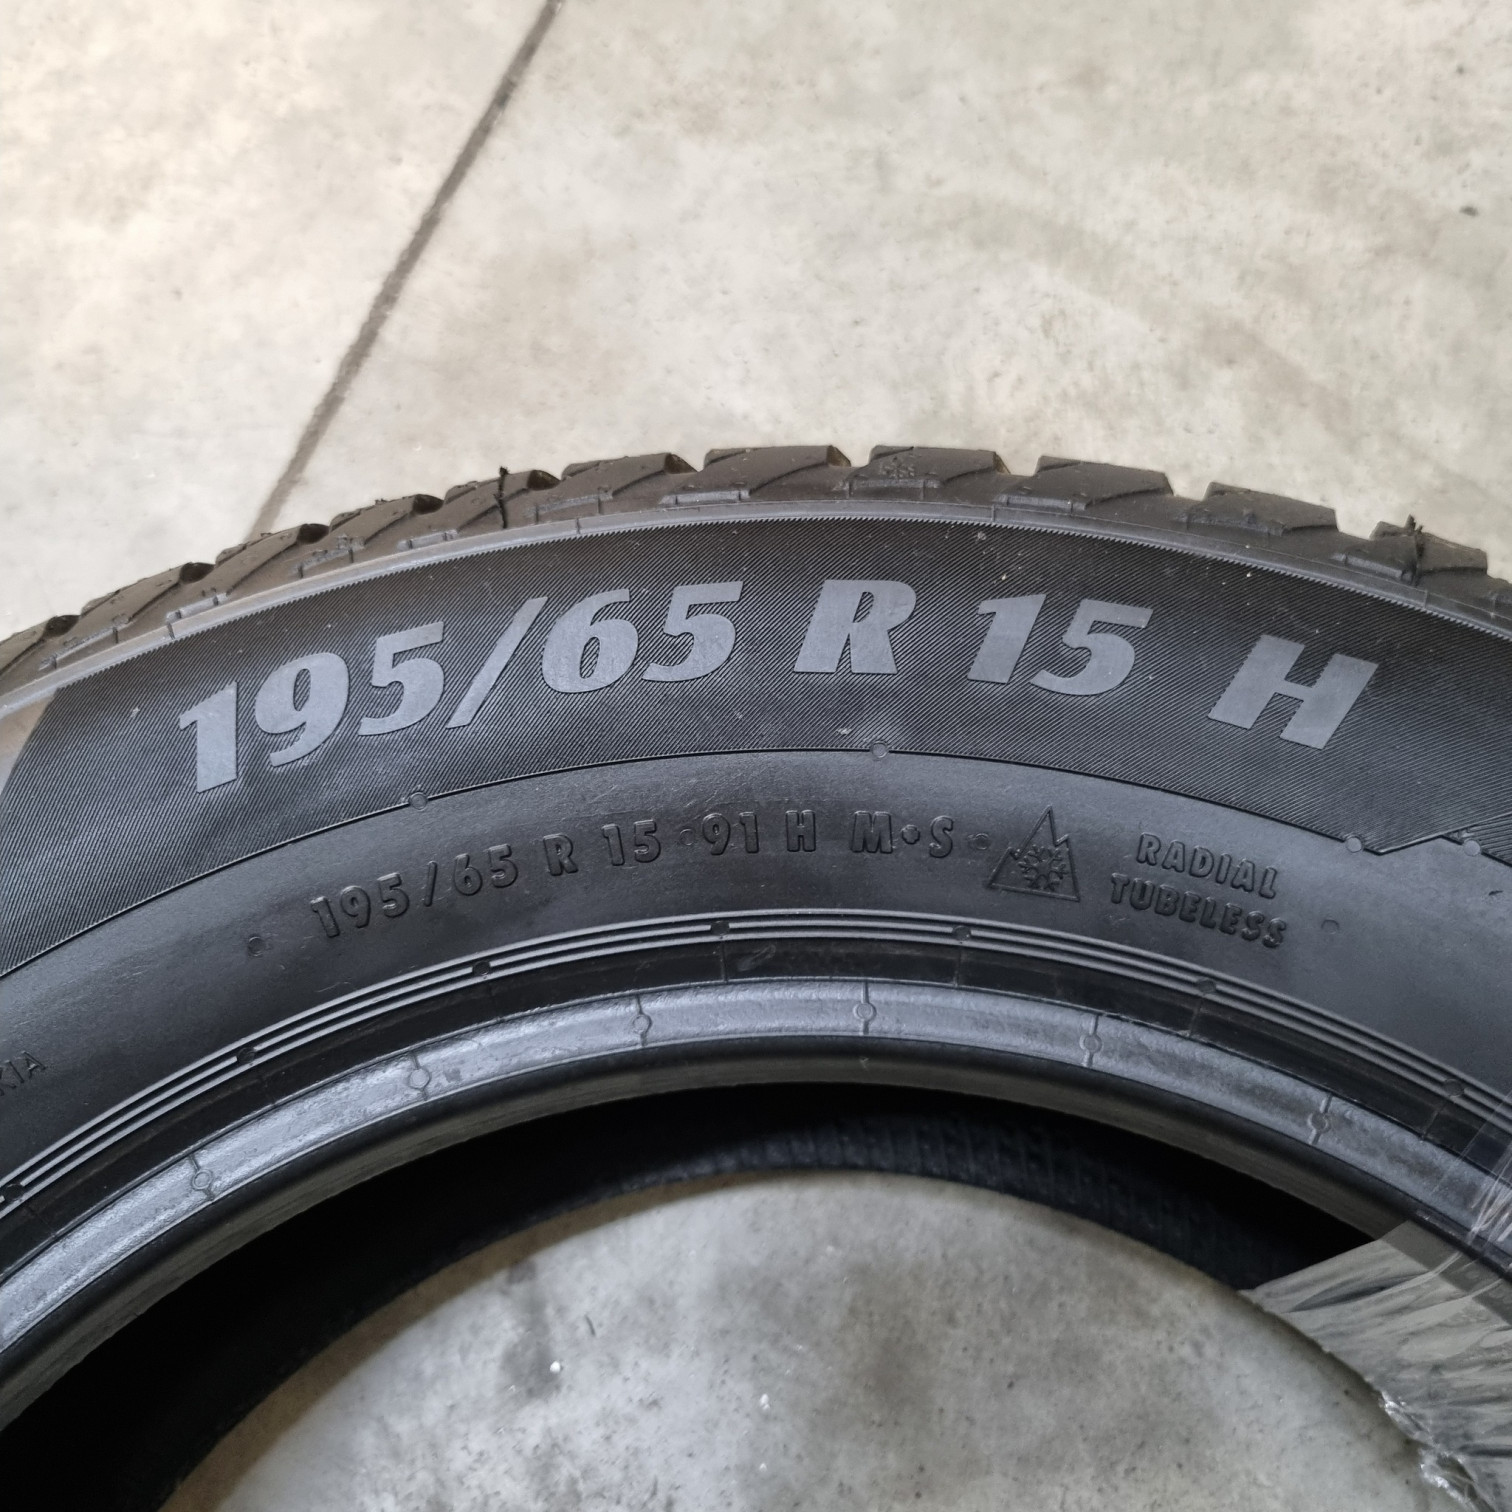 195/65 R 15 H
195/65 R 15 91 H M•S
RADIAL
TUBELESS